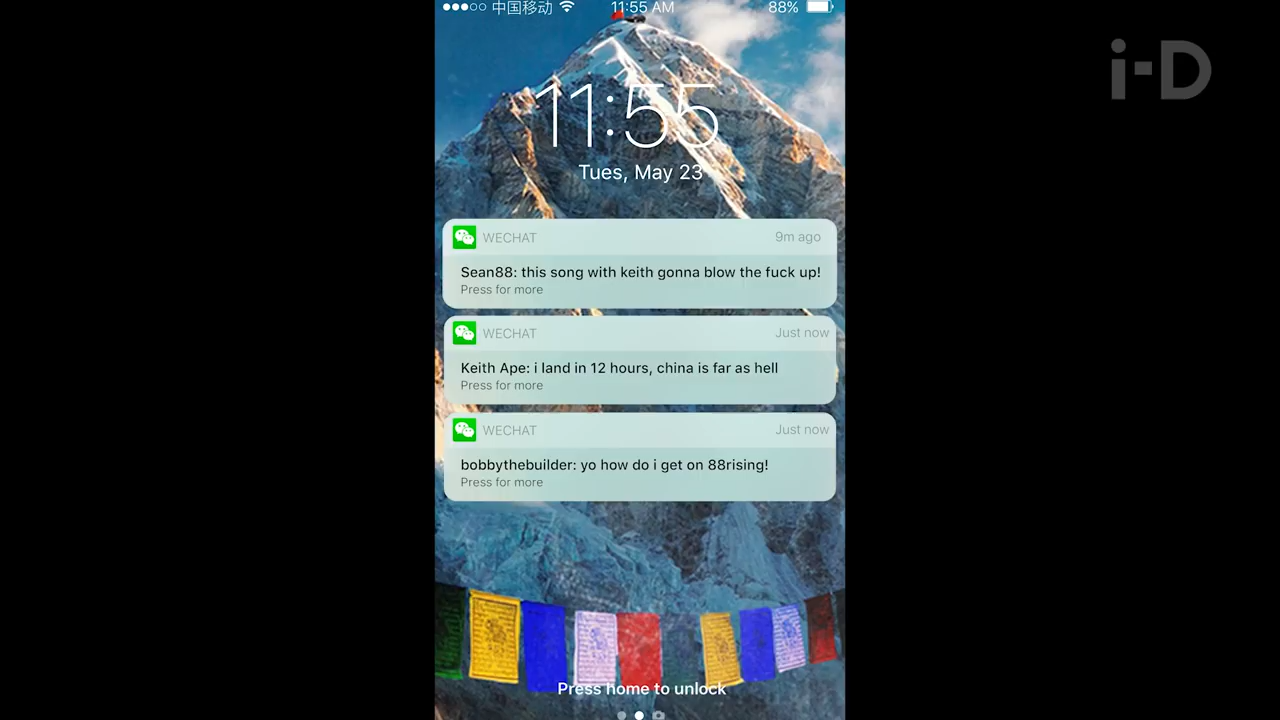 中国移动
11:55 AM
88%
i-D
11:55
Tues, May 23
WECHAT
9m ago
Sean88: this song with keith gonna blow the fuck up!
Press for more
WECHAT
Just now
Keith Ape: i land in 12 hours, china is far as hell
Press for more
WECHAT
Just now
bobbythebuilder: yo how do i get on 88rising!
Press for more
Press home to unlock